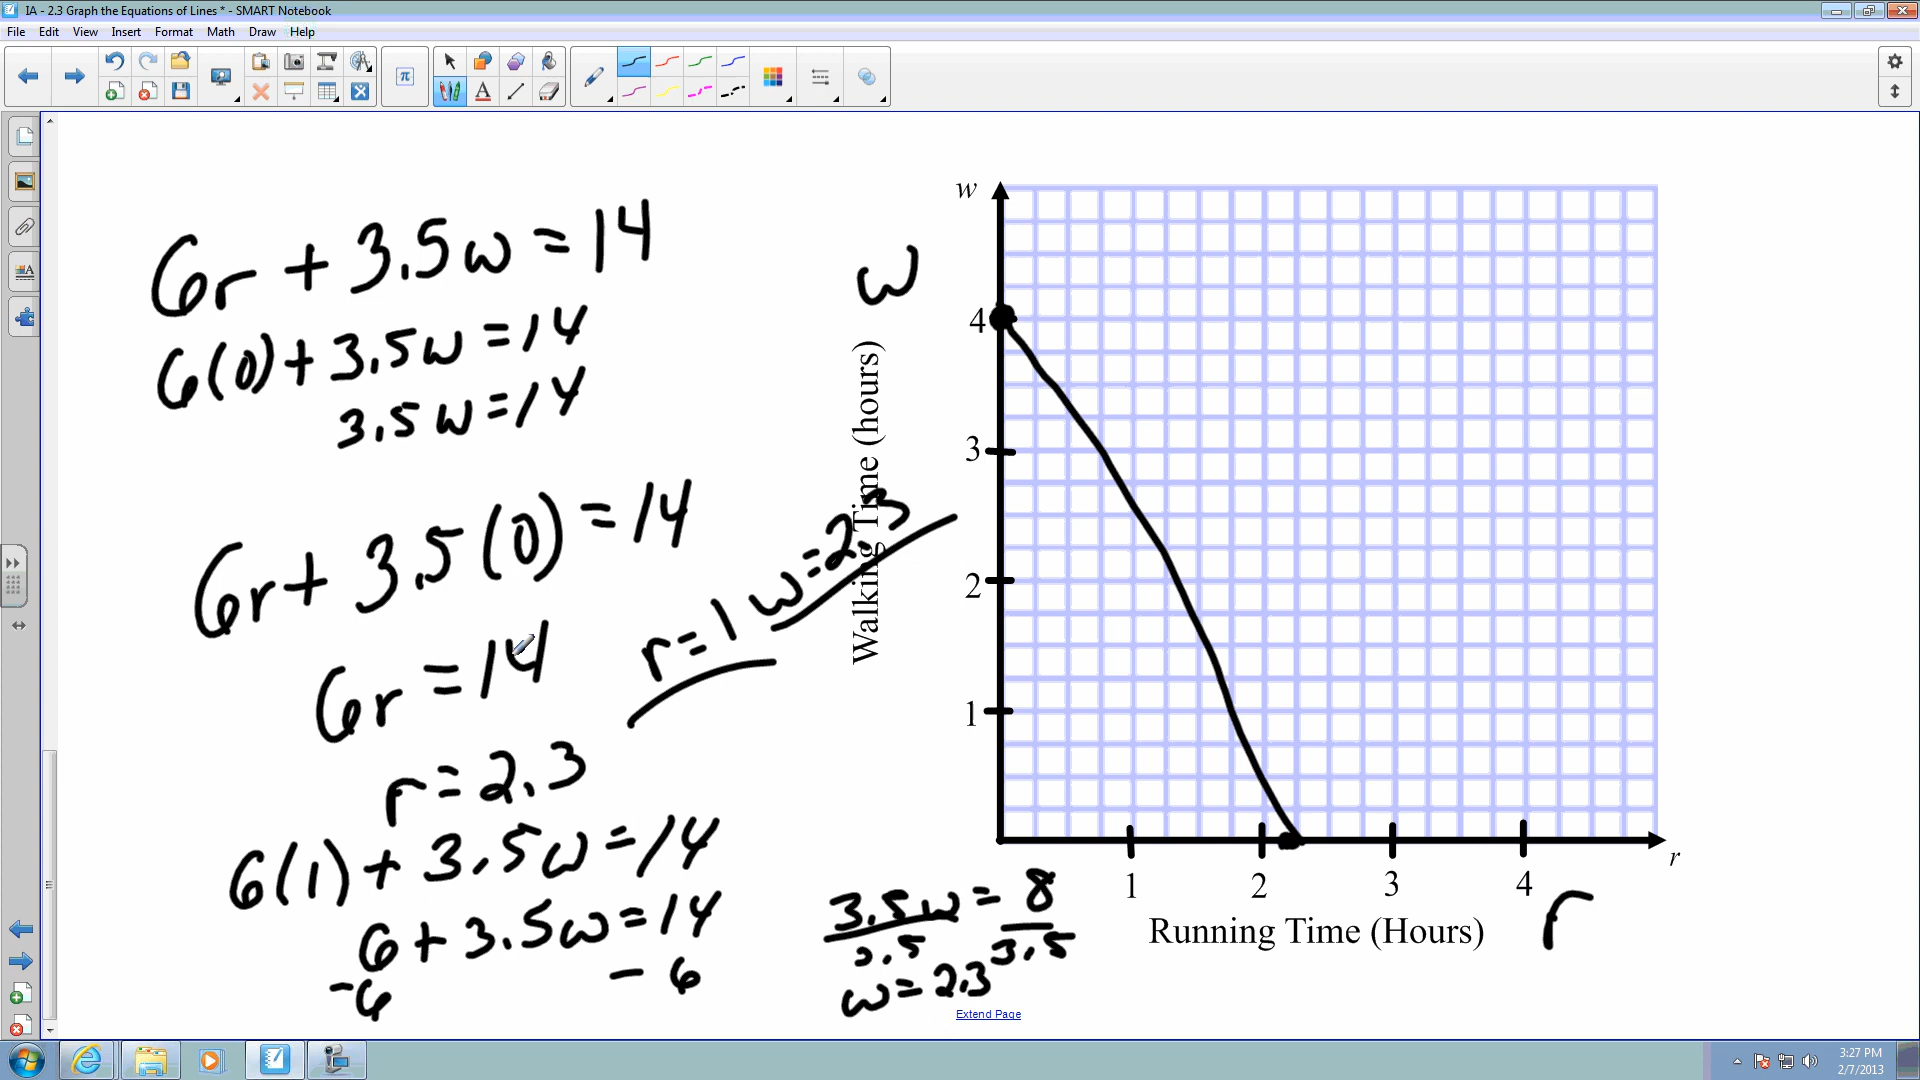 IA - 2.3 Graph the Equations of Lines * - SMART Notebook
File Edit View Insert Format Math Draw Help
6r + 3.5w = 14
6(0) + 3.5w = 14
3.5w = 14
6r + 3.5(0) = 14
6r = 14
r = 2.3
r = 1 w = 2.3
6(1) + 3.5w = 14
6 + 3.5w = 14
-6 - 6
3.5w = 8
3.5 3.5
w = 2.3
w
w
Walking Time (hours)
4
3
2
1
1 2 3 4
r
Running Time (Hours)
r
Extend Page
3:27 PM
2/7/2013